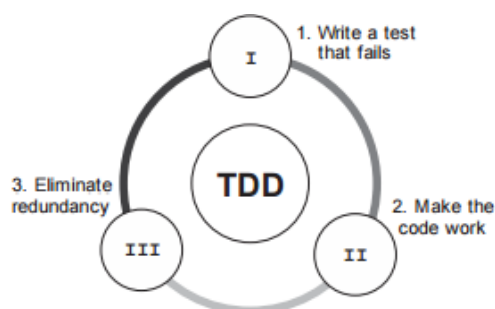 1. Write a test
that fails
I
TDD
3. Eliminate
redundancy
2. Make the
code work
III
II